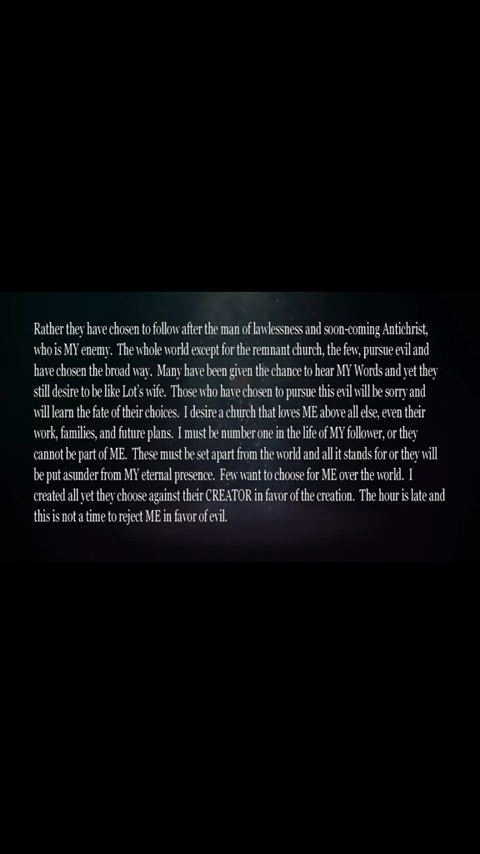 Rather they have chosen to follow after the man of lawlessness and soon-coming Antichrist,
who is MY enemy.  The whole world except for the remnant church, the few, pursue evil and
have chosen the broad way.  Many have been given the chance to hear MY Words and yet they
still desire to be like Lot's wife.  Those who have chosen to pursue this evil will be sorry and
will learn the fate of their choices.  I desire a church that loves ME above all else, even their
work, families, and future plans.  I must be number one in the life of MY follower, or they
cannot be part of ME.  These must be set apart from the world and all it stands for or they will
be put asunder from MY eternal presence.  Few want to choose for ME over the world.  I
created all yet they choose against their CREATOR in favor of the creation.  The hour is late and
this is not a time to reject ME in favor of evil.